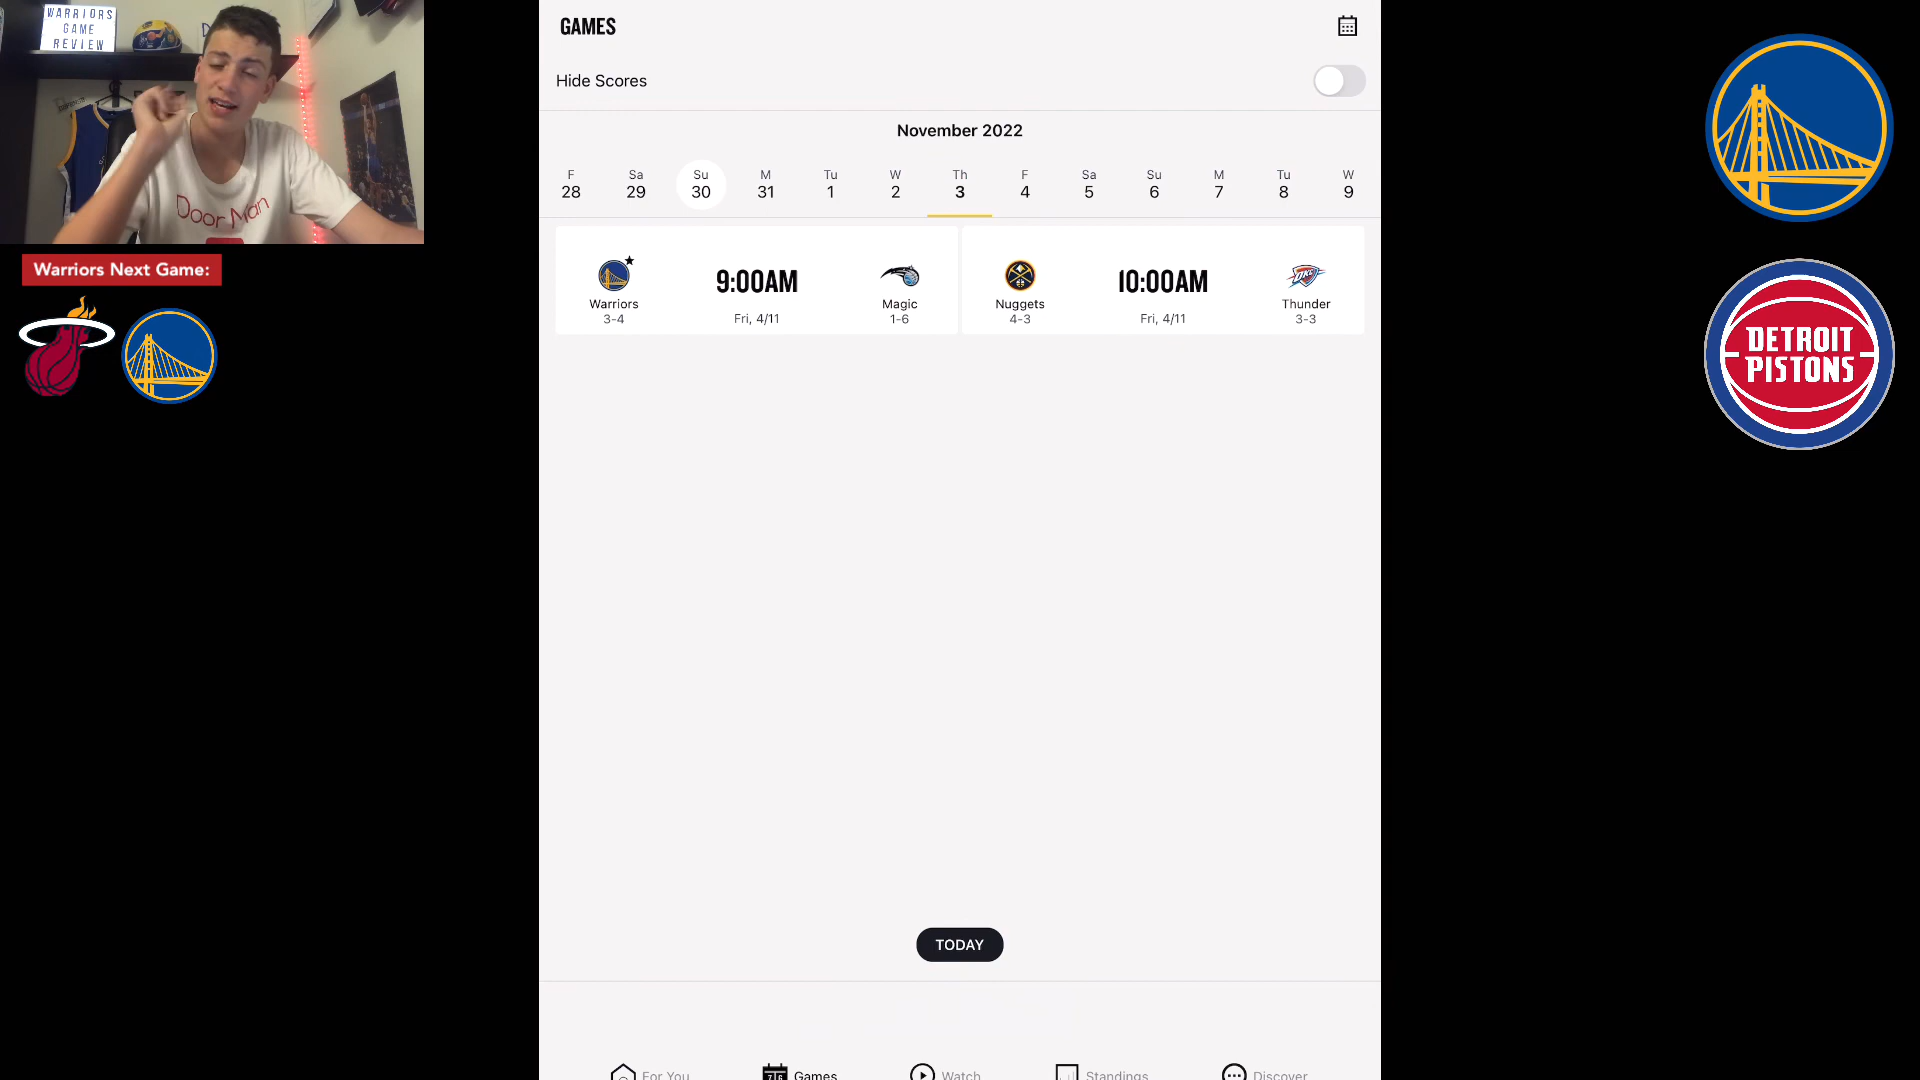 WARRIORS
GAME
REVIEW
Door Man
Warriors Next Game:
GAMES
Hide Scores
November 2022
F Sa Su M Tu W Th F Sa Su M Tu W
28 29 30 31 1 2 3 4 5 6 7 8 9
9:00AM
Warriors Magic
3-4 Fri, 4/11 1-6
10:00AM
OKC
Nuggets Thunder
4-3 Fri, 4/11 3-3
TODAY
For You Games Watch Standings Discover
DETROIT
PISTONS